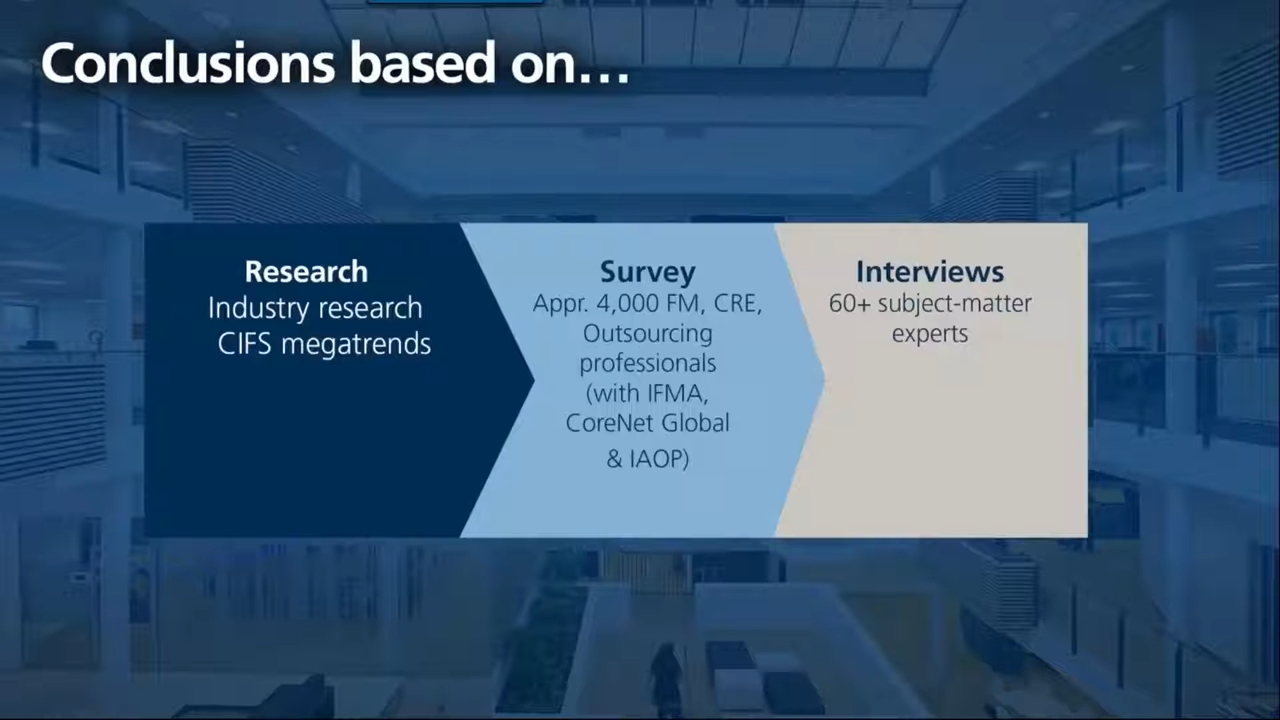 Conclusions based on…
Research
Industry research
CIFS megatrends
Survey
Appr. 4,000 FM, CRE,
Outsourcing
professionals
(with IFMA,
CoreNet Global
& IAOP)
Interviews
60+ subject-matter
experts